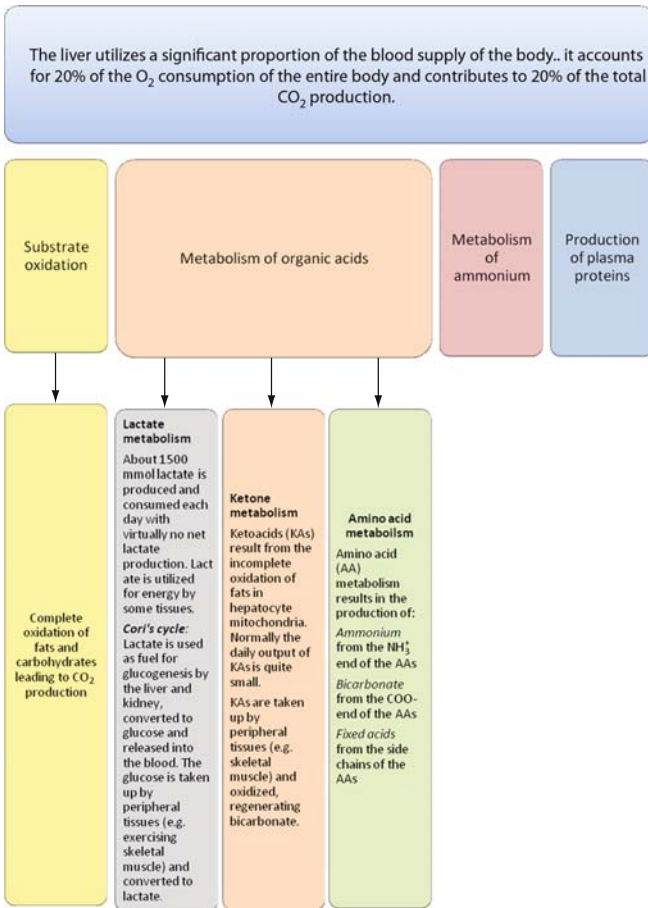 The liver utilizes a significant proportion of the blood supply of the body.. it accounts
for 20% of the O₂ consumption of the entire body and contributes to 20% of the total
CO₂ production.
Substrate
oxidation
Metabolism of organic acids
Metabolism
of
ammonium
Production
of plasma
proteins
Complete
oxidation of
fats and
carbohydrates
leading to CO₂
production
Lactate
metabolism
About 1500
mmol lactate is
produced and
consumed each
day with
virtually no net
lactate
production. Lact
ate is utilized
for energy by
some tissues.
Cori's cycle:
Lactate is used
as fuel for
glucogenesis by
the liver and
kidney,
converted to
glucose and
released into
the blood. The
glucose is taken
up by
peripheral
tissues (e.g.
exercising
skeletal
muscle) and
converted to
lactate.
Ketone
metabolism
Ketoacids (KAs)
result from the
incomplete
oxidation of
fats in
hepatocyte
mitochondria.
Normally the
daily output of
KAs is quite
small.
KAs are taken
up by
peripheral
tissues (e.g.
skeletal
muscle) and
oxidized,
regenerating
bicarbonate.
Amino acid
metaboilsm
Amino acid
(AA)
metabolism
results in the
production of:
Ammonium
from the NH₃⁺
end of the AAs
Bicarbonate
from the COO-
end of the AAs
Fixed acids
from the side
chains of the
AAs